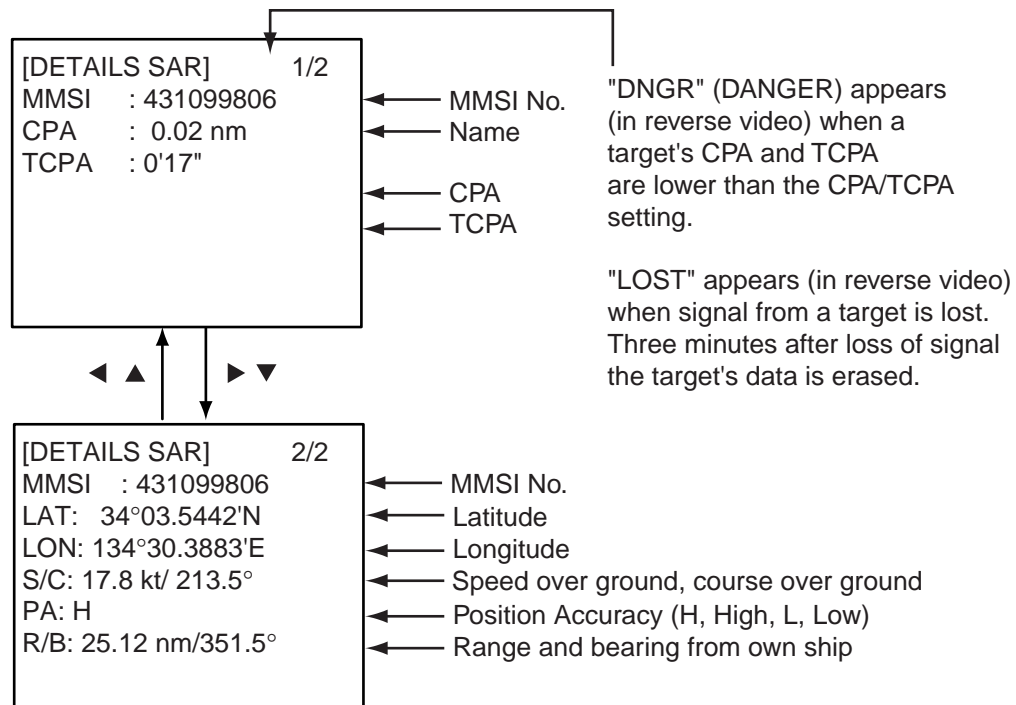 [DETAILS SAR] 1/2
MMSI : 431099806
CPA : 0.02 nm
TCPA : 0'17"
MMSI No.
Name
CPA
TCPA
"DNGR" (DANGER) appears
(in reverse video) when a
target's CPA and TCPA
are lower than the CPA/TCPA
setting.
"LOST" appears (in reverse video)
when signal from a target is lost.
Three minutes after loss of signal
the target's data is erased.
[DETAILS SAR] 2/2
MMSI : 431099806
LAT: 34°03.5442'N
LON: 134°30.3883'E
S/C: 17.8 kt/ 213.5°
PA: H
R/B: 25.12 nm/351.5°
MMSI No.
Latitude
Longitude
Speed over ground, course over ground
Position Accuracy (H, High, L, Low)
Range and bearing from own ship